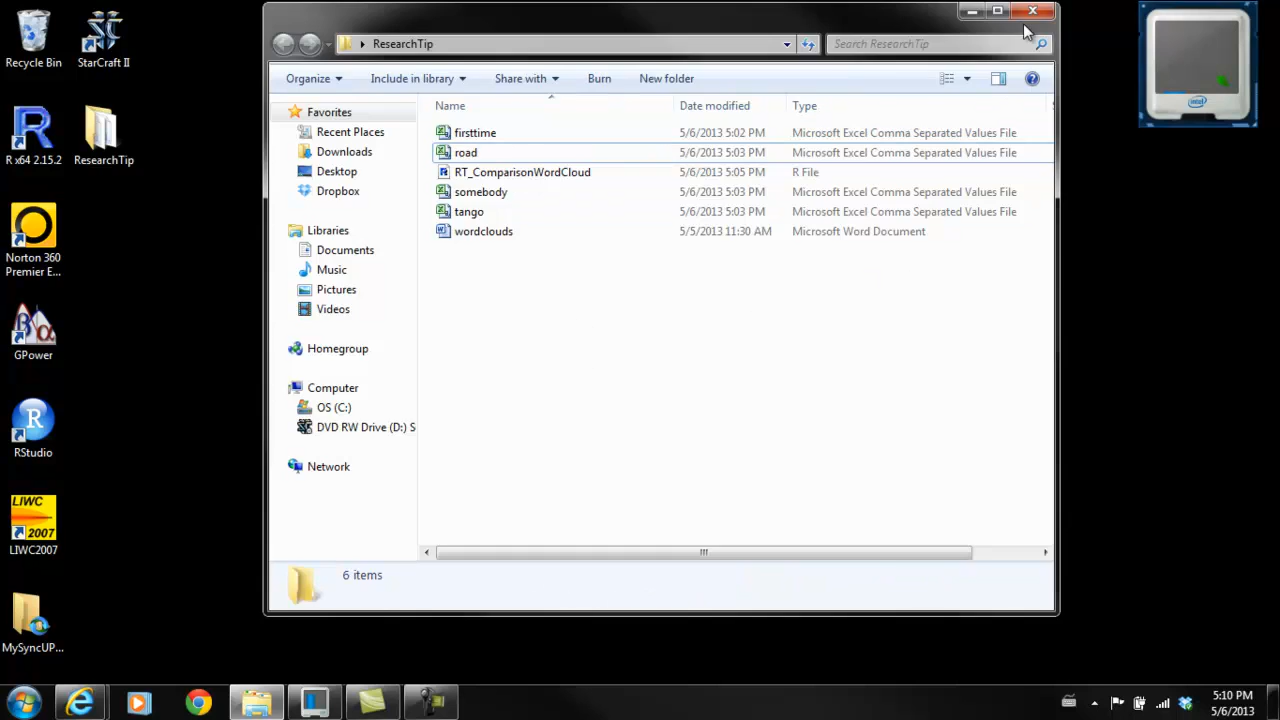 Recycle Bin
StarCraft II
R x64 2.15.2
ResearchTip
Norton 360
Premier E...
GPower
RStudio
LIWC
2007
LIWC2007
MySyncUP...
ResearchTip
Search ResearchTip
Organize
Include in library
Share with
Burn
New folder
Favorites
Recent Places
Downloads
Desktop
Dropbox
Libraries
Documents
Music
Pictures
Videos
Homegroup
Computer
OS (C:)
DVD RW Drive (D:) S
Network
Name Date modified Type
firsttime 5/6/2013 5:02 PM Microsoft Excel Comma Separated Values File
road 5/6/2013 5:03 PM Microsoft Excel Comma Separated Values File
RT_ComparisonWordCloud 5/6/2013 5:05 PM R File
somebody 5/6/2013 5:03 PM Microsoft Excel Comma Separated Values File
tango 5/6/2013 5:03 PM Microsoft Excel Comma Separated Values File
wordclouds 5/5/2013 11:30 AM Microsoft Word Document
6 items
intel
5:10 PM
5/6/2013